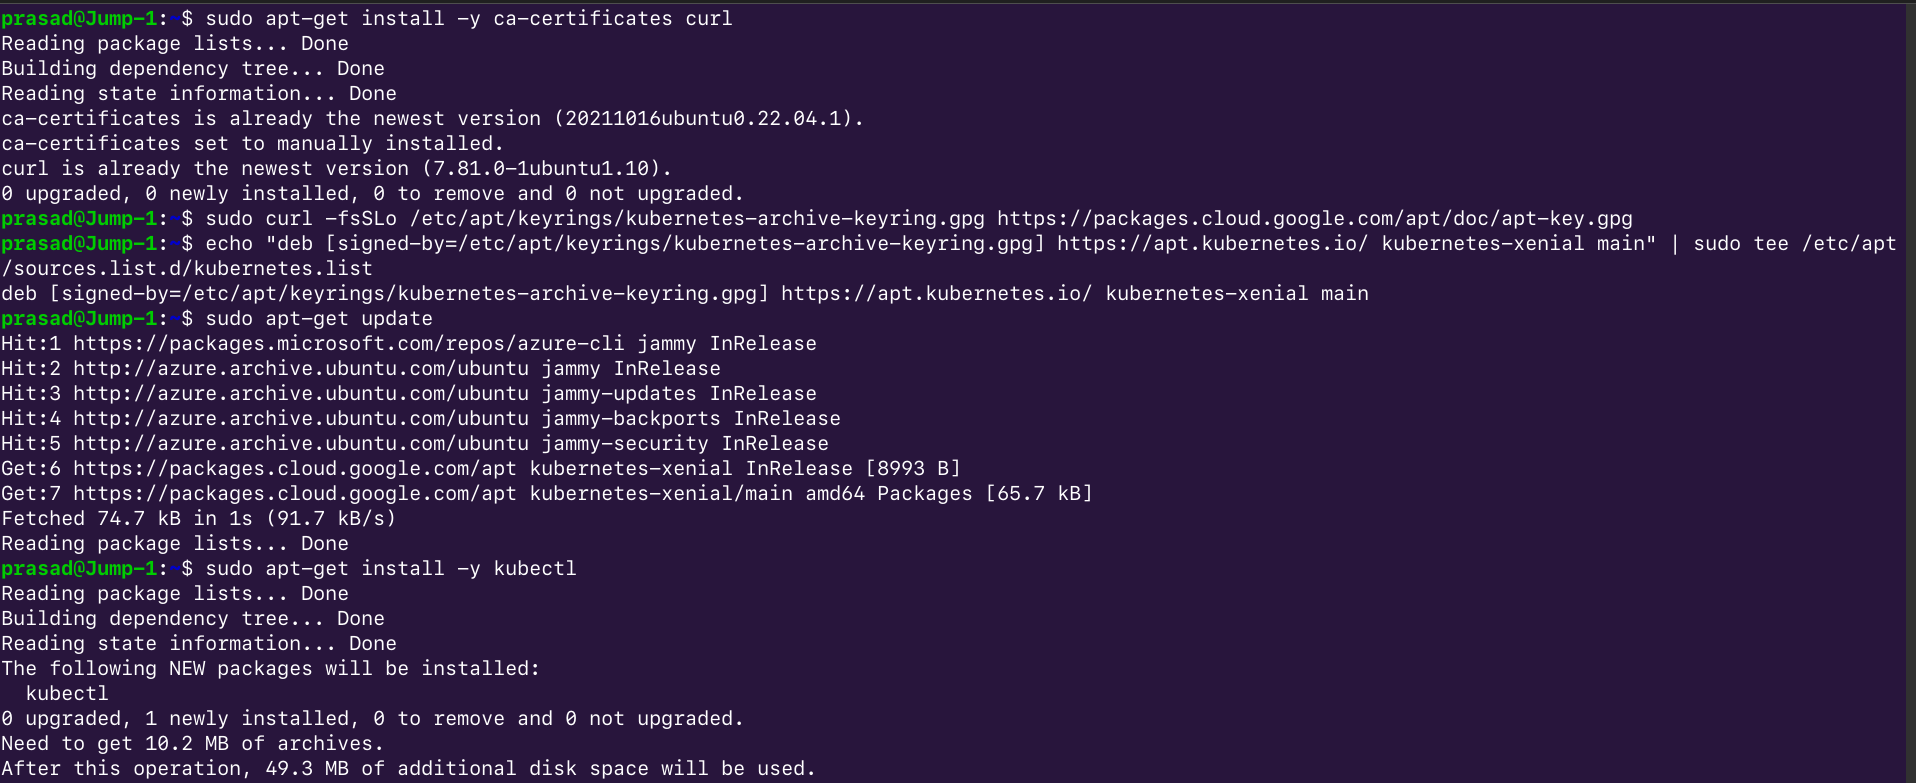 prasad@Jump-1:~$ sudo apt-get install -y ca-certificates curl
Reading package lists... Done
Building dependency tree... Done
Reading state information... Done
ca-certificates is already the newest version (20211016ubuntu0.22.04.1).
ca-certificates set to manually installed.
curl is already the newest version (7.81.0-1ubuntu1.10).
0 upgraded, 0 newly installed, 0 to remove and 0 not upgraded.
prasad@Jump-1:~$ sudo curl -fsSLo /etc/apt/keyrings/kubernetes-archive-keyring.gpg https://packages.cloud.google.com/apt/doc/apt-key.gpg
prasad@Jump-1:~$ echo "deb [signed-by=/etc/apt/keyrings/kubernetes-archive-keyring.gpg] https://apt.kubernetes.io/ kubernetes-xenial main" | sudo tee /etc/apt
/sources.list.d/kubernetes.list
deb [signed-by=/etc/apt/keyrings/kubernetes-archive-keyring.gpg] https://apt.kubernetes.io/ kubernetes-xenial main
prasad@Jump-1:~$ sudo apt-get update
Hit:1 https://packages.microsoft.com/repos/azure-cli jammy InRelease
Hit:2 http://azure.archive.ubuntu.com/ubuntu jammy InRelease
Hit:3 http://azure.archive.ubuntu.com/ubuntu jammy-updates InRelease
Hit:4 http://azure.archive.ubuntu.com/ubuntu jammy-backports InRelease
Hit:5 http://azure.archive.ubuntu.com/ubuntu jammy-security InRelease
Get:6 https://packages.cloud.google.com/apt kubernetes-xenial InRelease [8993 B]
Get:7 https://packages.cloud.google.com/apt kubernetes-xenial/main amd64 Packages [65.7 kB]
Fetched 74.7 kB in 1s (91.7 kB/s)
Reading package lists... Done
prasad@Jump-1:~$ sudo apt-get install -y kubectl
Reading package lists... Done
Building dependency tree... Done
Reading state information... Done
The following NEW packages will be installed:
  kubectl
0 upgraded, 1 newly installed, 0 to remove and 0 not upgraded.
Need to get 10.2 MB of archives.
After this operation, 49.3 MB of additional disk space will be used.